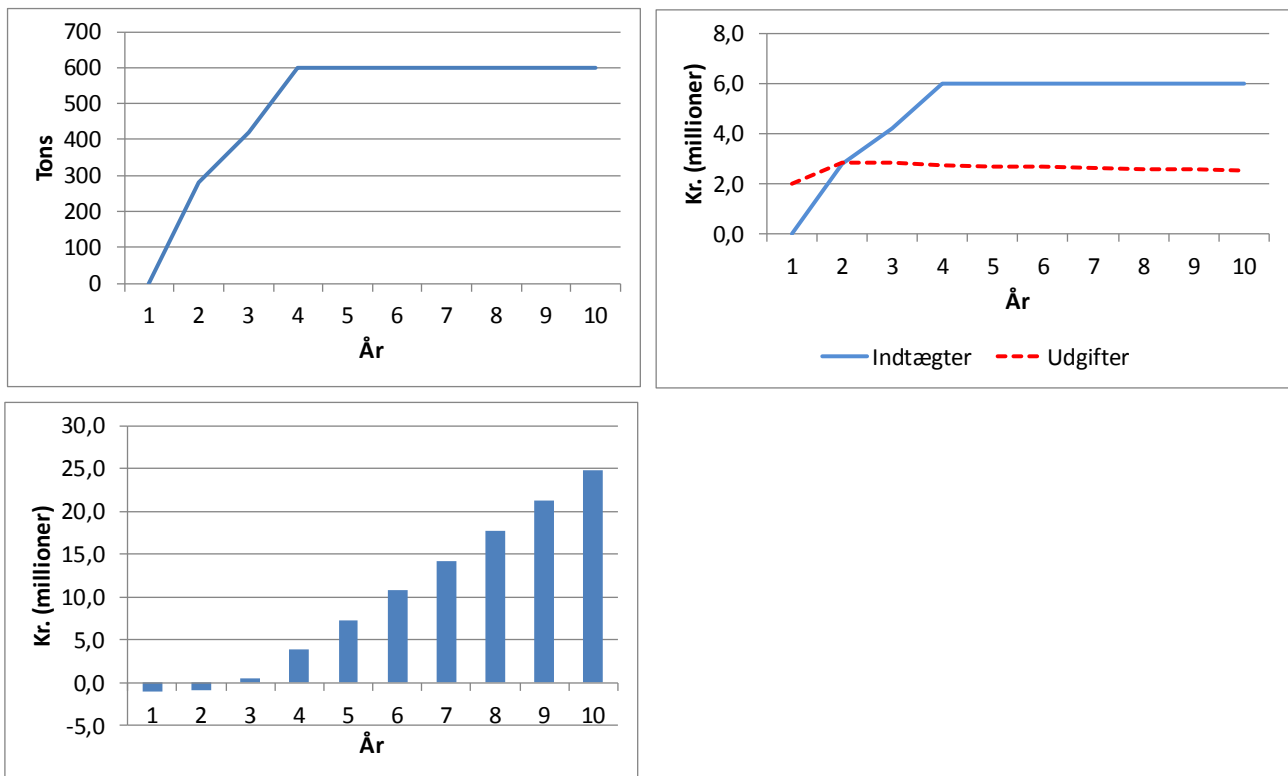 700
600
500
400
300
200
100
0
Tons
1 2 3 4 5 6 7 8 9 10
År
8,0
6,0
4,0
2,0
0,0
Kr. (millioner)
1 2 3 4 5 6 7 8 9 10
År
Indtægter Udgifter
30,0
25,0
20,0
15,0
10,0
5,0
0,0
-5,0
Kr. (millioner)
1 2 3 4 5 6 7 8 9 10
År